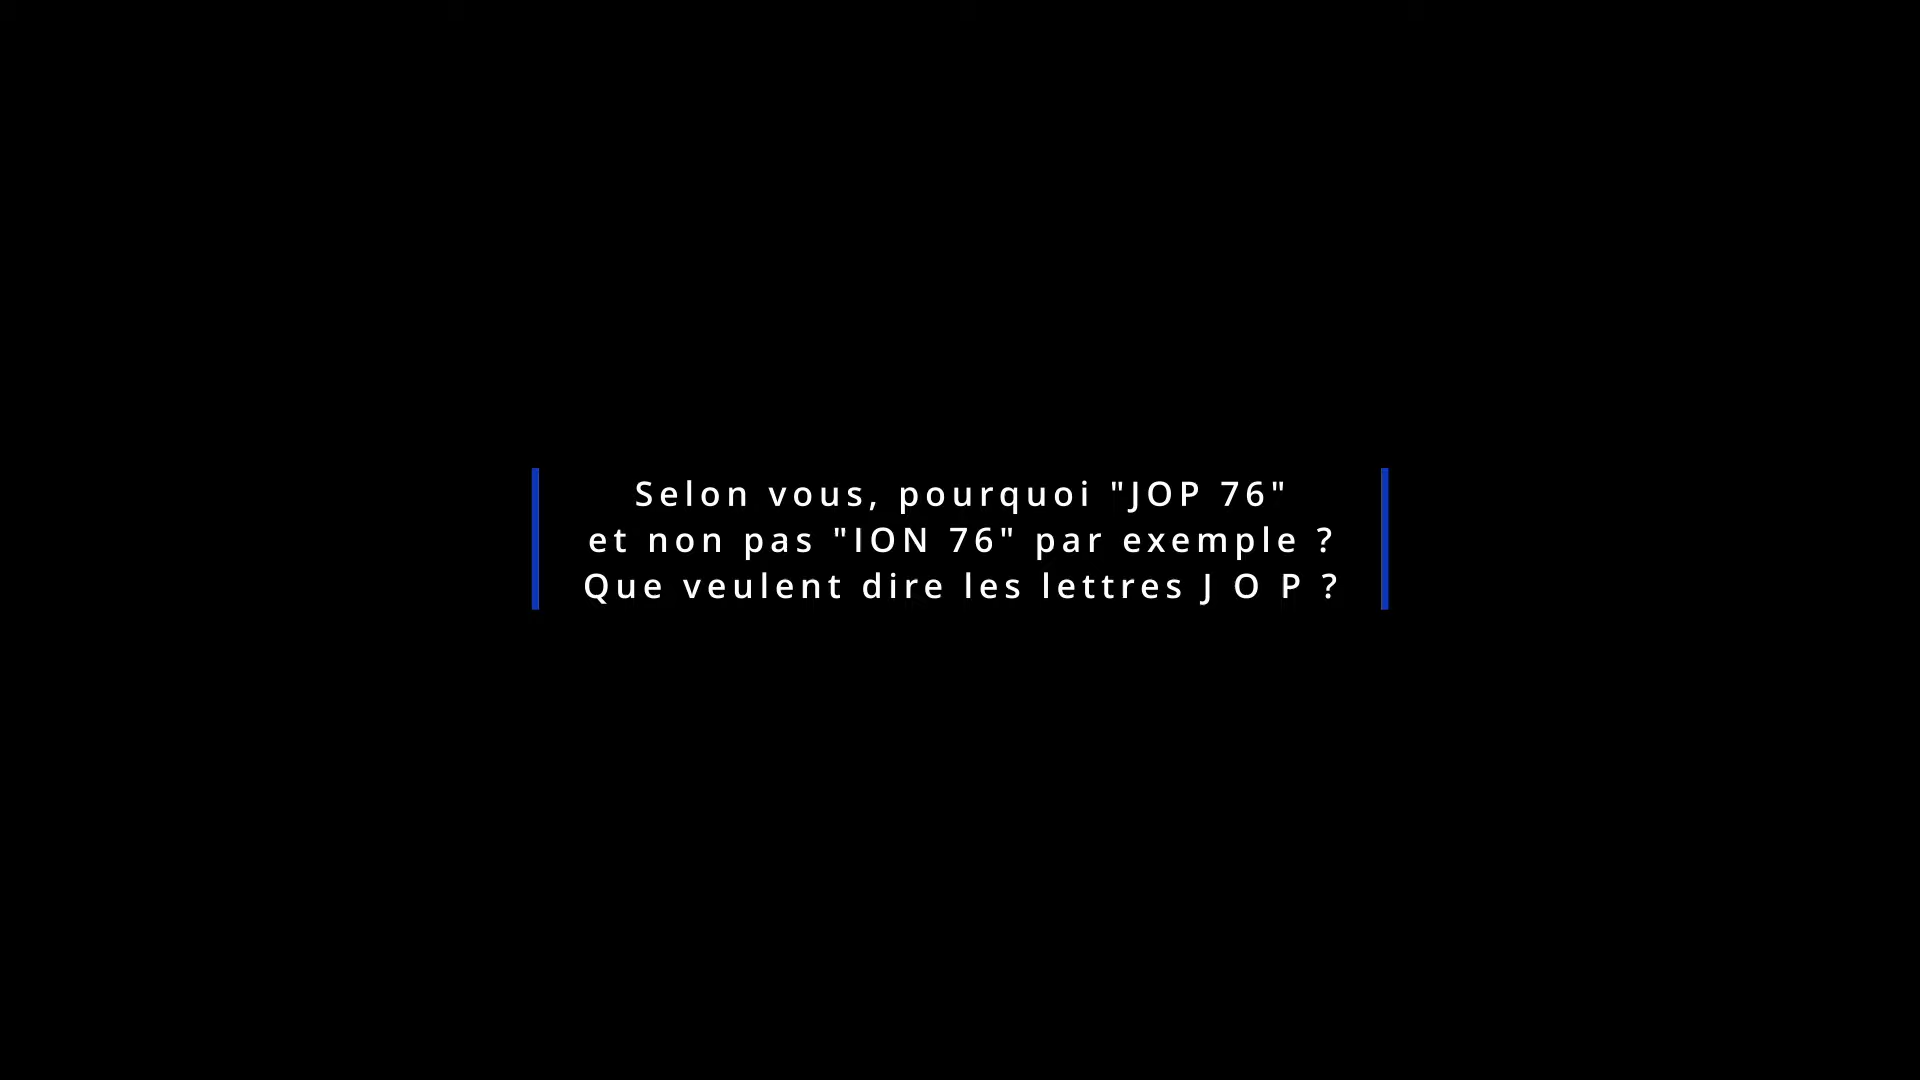 Selon vous, pourquoi "JOP 76"
et non pas "ION 76" par exemple ?
Que veulent dire les lettres J O P ?